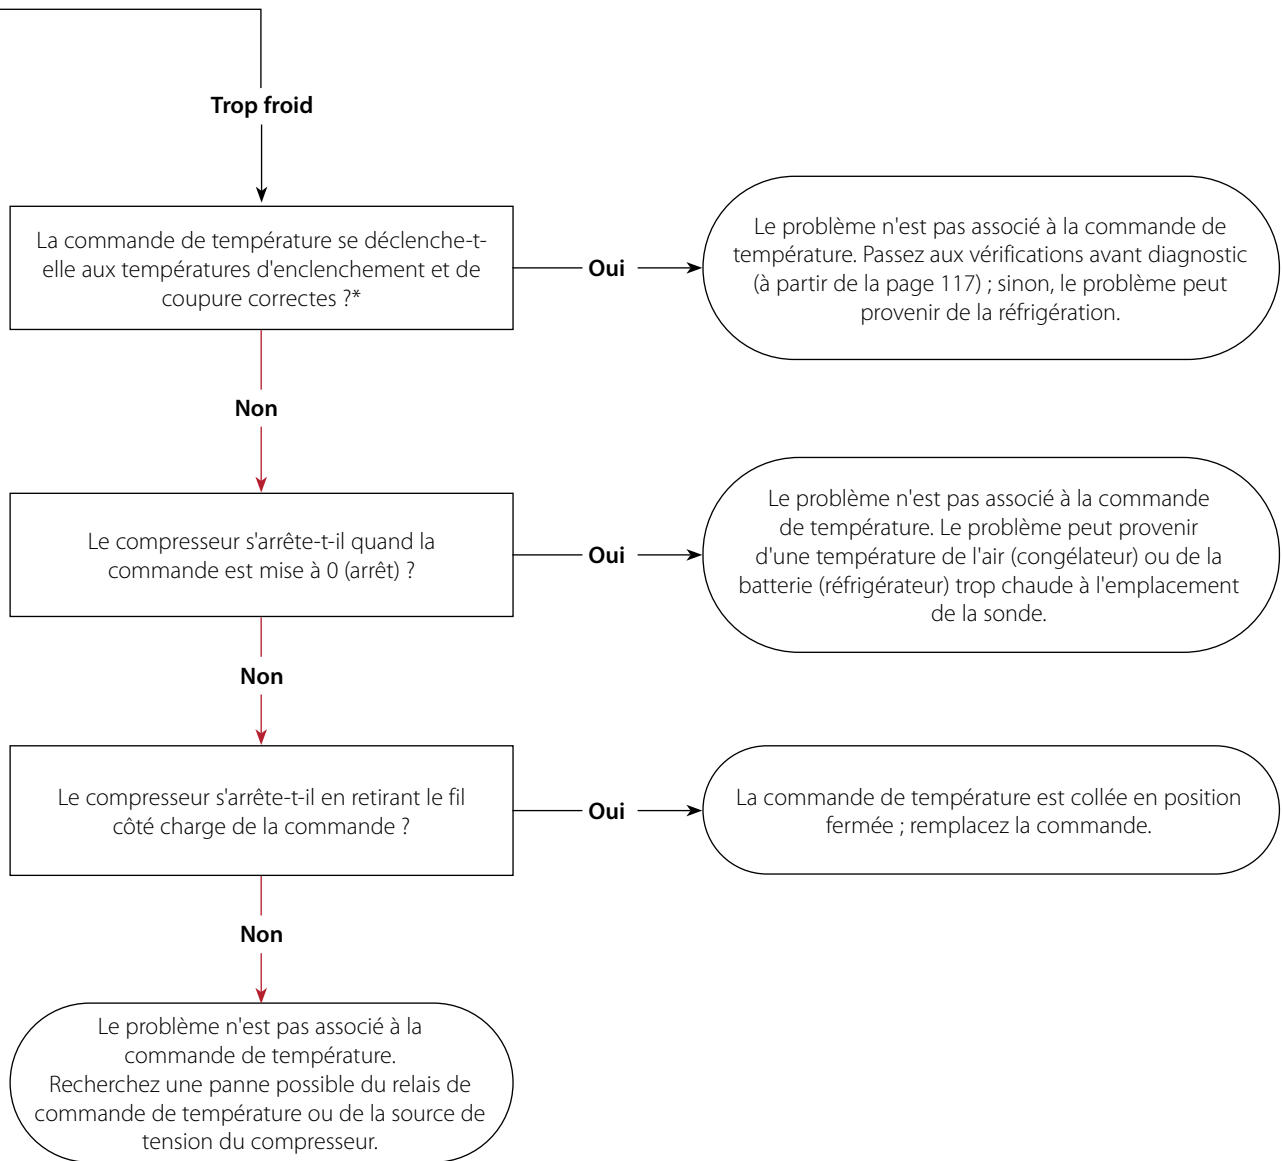 Trop froid
La commande de température se déclenche-t-
elle aux températures d'enclenchement et de
coupure correctes ?*
Oui
Le problème n'est pas associé à la commande de
température. Passez aux vérifications avant diagnostic
(à partir de la page 117) ; sinon, le problème peut
provenir de la réfrigération.
Non
Le compresseur s'arrête-t-il quand la
commande est mise à 0 (arrêt) ?
Oui
Le problème n'est pas associé à la commande
de température. Le problème peut provenir
d'une température de l'air (congélateur) ou de la
batterie (réfrigérateur) trop chaude à l'emplacement
de la sonde.
Non
Le compresseur s'arrête-t-il en retirant le fil
côté charge de la commande ?
Oui
La commande de température est collée en position
fermée ; remplacez la commande.
Non
Le problème n'est pas associé à la
commande de température.
Recherchez une panne possible du relais de
commande de température ou de la source de
tension du compresseur.